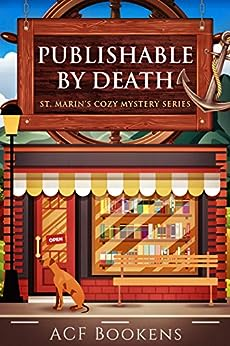 PUBLISHABLE
BY DEATH
ST. MARIN'S COZY MYSTERY SERIES
OPEN
ACF BOOKENS